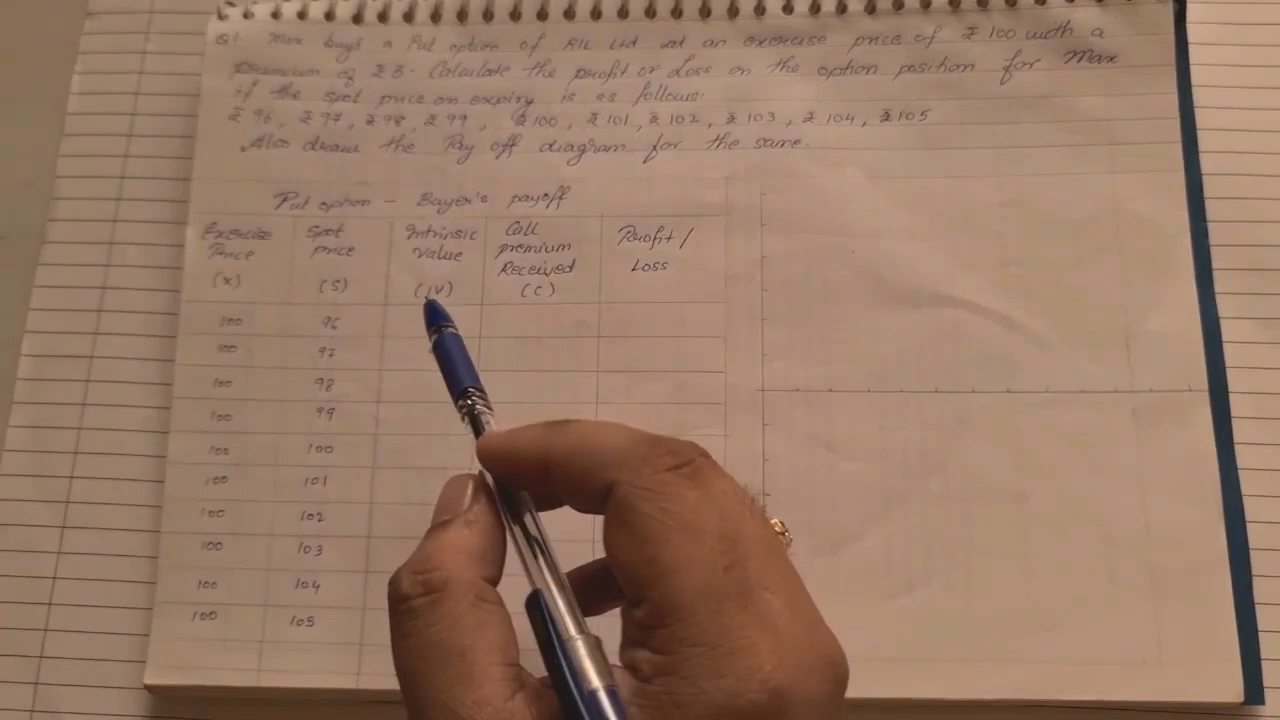 Q1. Max buys a Put option of RIL Ltd at an exercise price of ₹100 with a
premium of ₹3. Calculate the profit or Loss on the option position for Max
if the spot price on expiry is as follows:
₹96, ₹97, ₹98, ₹99, ₹100, ₹101, ₹102, ₹103, ₹104, ₹105
Also draw the Pay off diagram for the same.
Put option - Buyer's payoff
Exercise Price (X) Spot price (S) Intrinsic value (IV) Call premium Received (C) Profit / Loss
100 96
100 97
100 98
100 99
100 100
100 101
100 102
100 103
100 104
100 105